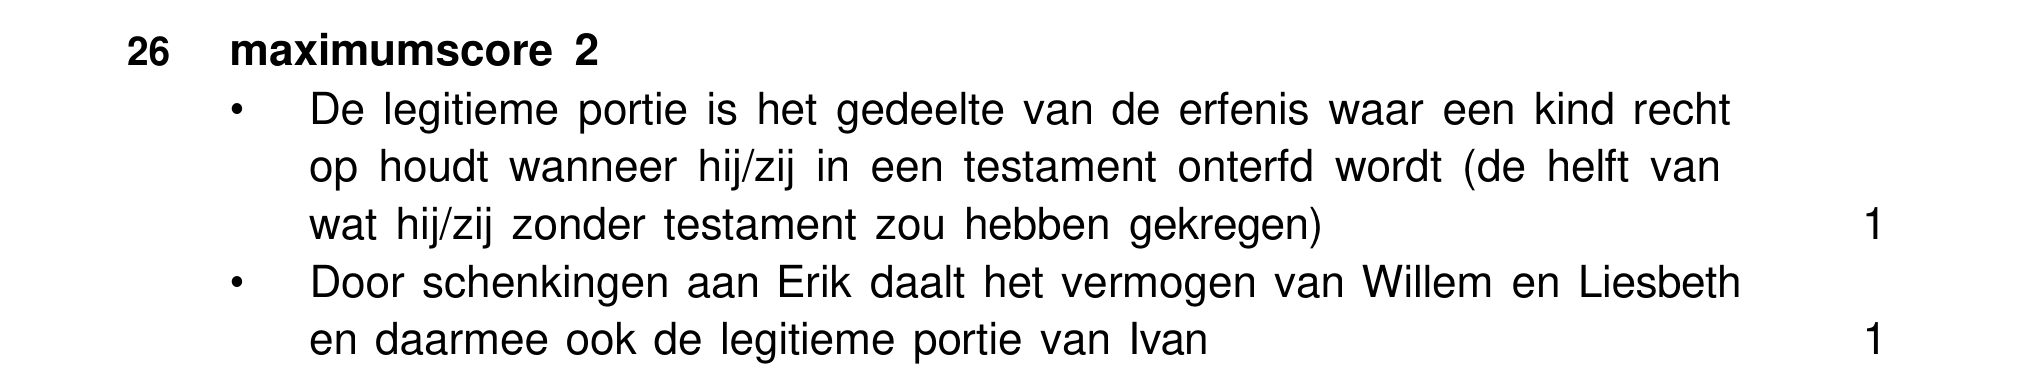 26 maximumscore 2
• De legitieme portie is het gedeelte van de erfenis waar een kind recht
op houdt wanneer hij/zij in een testament onterfd wordt (de helft van
wat hij/zij zonder testament zou hebben gekregen) 1
• Door schenkingen aan Erik daalt het vermogen van Willem en Liesbeth
en daarmee ook de legitieme portie van Ivan 1